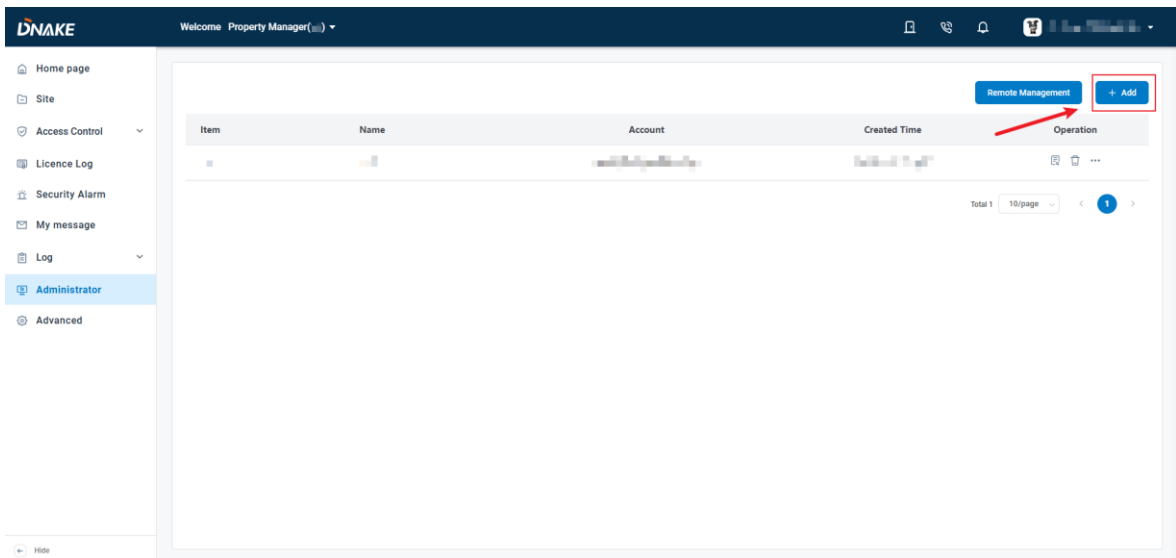 DNAKE
Welcome Property Manager( ) ▾
Home page
Site
Access Control
Licence Log
Security Alarm
My message
Log
Administrator
Advanced
Hide
Remote Management
+ Add
Item Name Account Created Time Operation
Total 1 10/page < 1 >